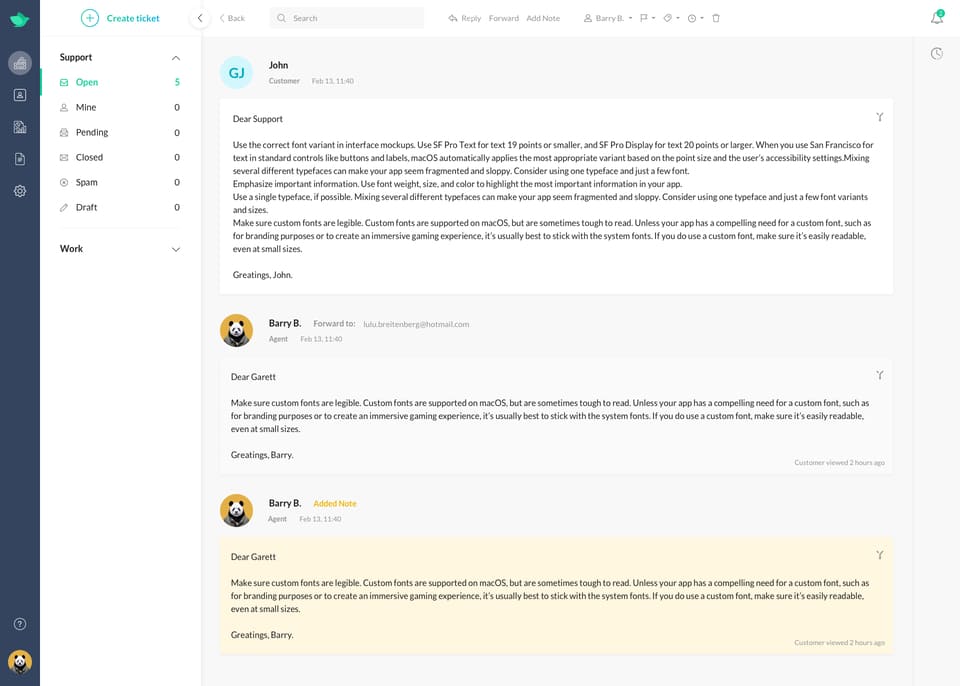 Create ticket
Back
Search
Reply Forward Add Note
Barry B.
2
Support
Open 5
Mine 0
Pending 0
Closed 0
Spam 0
Draft 0
Work
GJ
John
Customer Feb 13, 11:40
Dear Support
Use the correct font variant in interface mockups. Use SF Pro Text for text 19 points or smaller, and SF Pro Display for text 20 points or larger. When you use San Francisco for
text in standard controls like buttons and labels, macOS automatically applies the most appropriate variant based on the point size and the user's accessibility settings.Mixing
several different typefaces can make your app seem fragmented and sloppy. Consider using one typeface and just a few font.
Emphasize important information. Use font weight, size, and color to highlight the most important information in your app.
Use a single typeface, if possible. Mixing several different typefaces can make your app seem fragmented and sloppy. Consider using one typeface and just a few font variants
and sizes.
Make sure custom fonts are legible. Custom fonts are supported on macOS, but are sometimes tough to read. Unless your app has a compelling need for a custom font, such as
for branding purposes or to create an immersive gaming experience, it's usually best to stick with the system fonts. If you do use a custom font, make sure it's easily readable,
even at small sizes.
Greatings, John.
Barry B. Forward to: lulu.breitenberg@hotmail.com
Agent Feb 13, 11:40
Dear Garett
Make sure custom fonts are legible. Custom fonts are supported on macOS, but are sometimes tough to read. Unless your app has a compelling need for a custom font, such as
for branding purposes or to create an immersive gaming experience, it's usually best to stick with the system fonts. If you do use a custom font, make sure it's easily readable,
even at small sizes.
Greatings, Barry.
Customer viewed 2 hours ago
Barry B. Added Note
Agent Feb 13, 11:40
Dear Garett
Make sure custom fonts are legible. Custom fonts are supported on macOS, but are sometimes tough to read. Unless your app has a compelling need for a custom font, such as
for branding purposes or to create an immersive gaming experience, it's usually best to stick with the system fonts. If you do use a custom font, make sure it's easily readable,
even at small sizes.
Greatings, Barry.
Customer viewed 2 hours ago